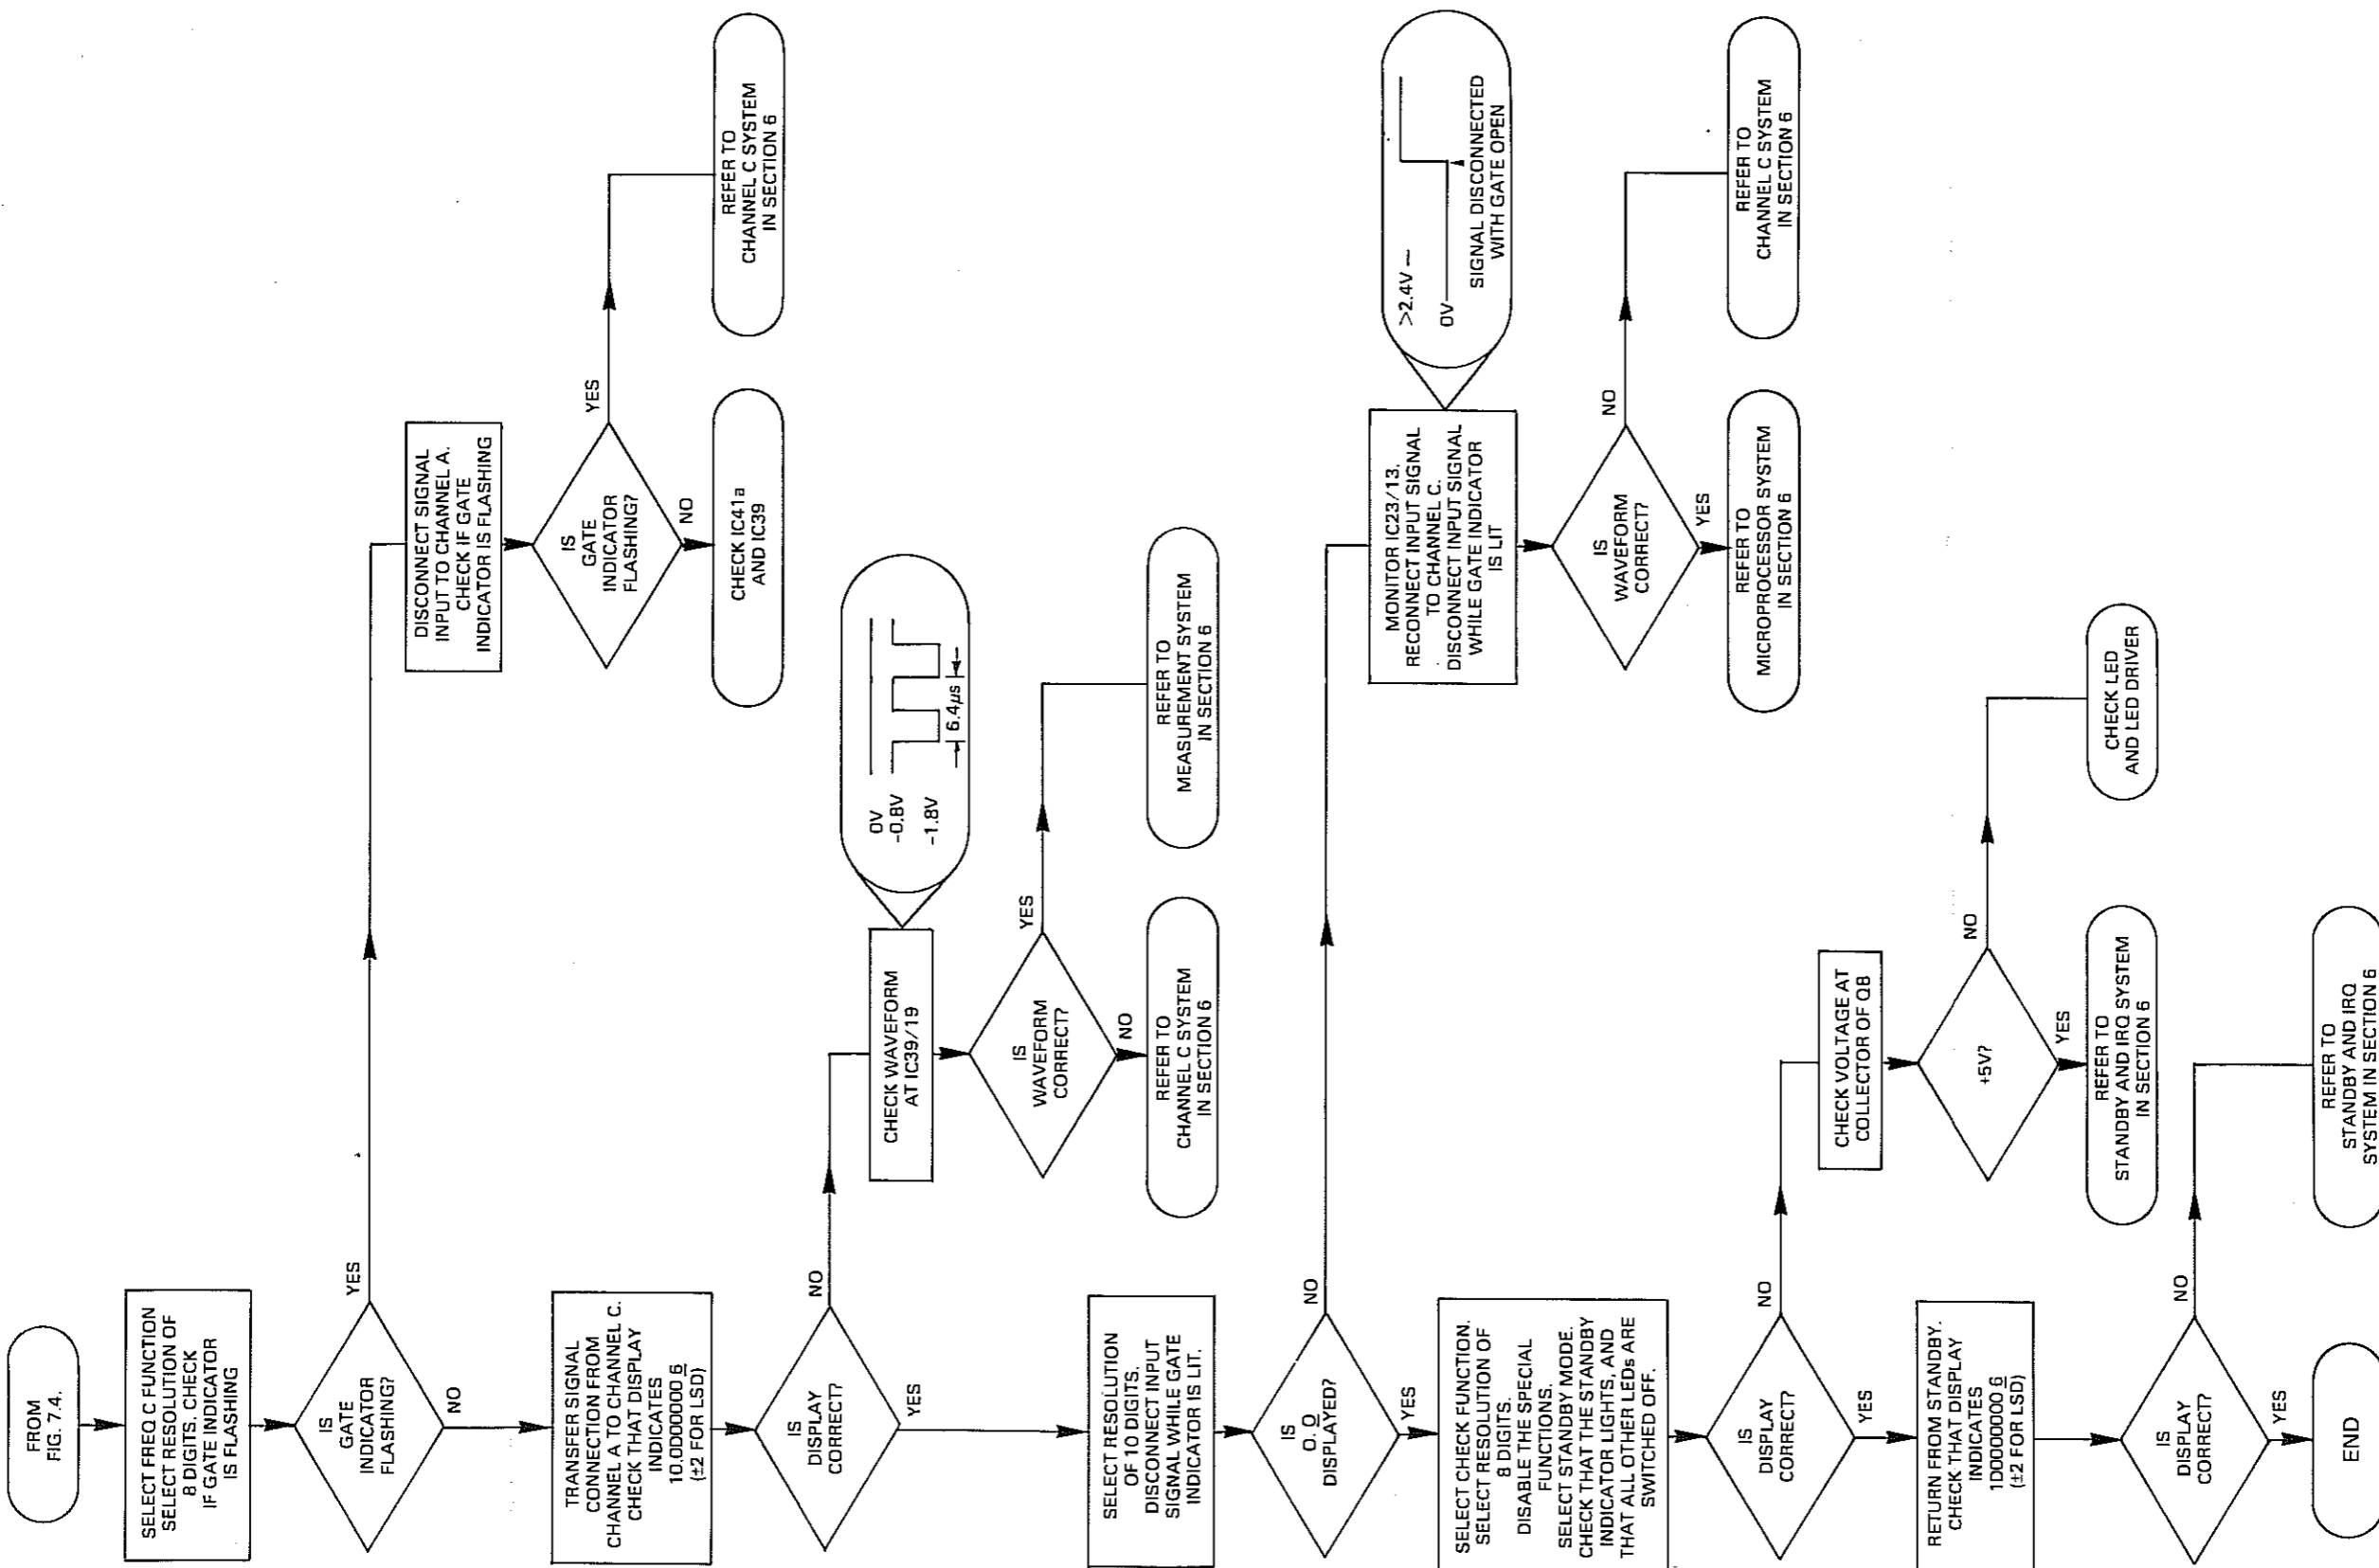 FROM
FIG. 7.4.
SELECT FREQ C FUNCTION
SELECT RESOLUTION OF
8 DIGITS. CHECK
IF GATE INDICATOR
IS FLASHING
IS
GATE
INDICATOR
FLASHING?
YES
NO
DISCONNECT SIGNAL
INPUT TO CHANNEL A.
CHECK IF GATE
INDICATOR IS FLASHING
IS
GATE
INDICATOR
FLASHING?
YES
NO
REFER TO
CHANNEL C SYSTEM
IN SECTION 6
CHECK IC41a
AND IC39
TRANSFER SIGNAL
CONNECTION FROM
CHANNEL A TO CHANNEL C.
CHECK THAT DISPLAY
INDICATES
10.0000000 6
(±2 FOR LSD)
IS
DISPLAY
CORRECT?
NO
YES
CHECK WAVEFORM
AT IC39/19
0V
-0.8V
-1.8V
6.4µs
IS
WAVEFORM
CORRECT?
YES
NO
REFER TO
MEASUREMENT SYSTEM
IN SECTION 6
REFER TO
CHANNEL C SYSTEM
IN SECTION 6
SELECT RESOLUTION
OF 10 DIGITS.
DISCONNECT INPUT
SIGNAL WHILE GATE
INDICATOR IS LIT.
IS
0. 0
DISPLAYED?
NO
YES
MONITOR IC23/13.
RECONNECT INPUT SIGNAL
TO CHANNEL C.
DISCONNECT INPUT SIGNAL
WHILE GATE INDICATOR
IS LIT
>2.4V
0V
SIGNAL DISCONNECTED
WITH GATE OPEN
IS
WAVEFORM
CORRECT?
NO
YES
REFER TO
CHANNEL C SYSTEM
IN SECTION 6
REFER TO
MICROPROCESSOR SYSTEM
IN SECTION 6
SELECT CHECK FUNCTION.
SELECT RESOLUTION OF
8 DIGITS.
DISABLE THE SPECIAL
FUNCTIONS.
SELECT STANDBY MODE.
CHECK THAT THE STANDBY
INDICATOR LIGHTS, AND
THAT ALL OTHER LEDs ARE
SWITCHED OFF.
IS
DISPLAY
CORRECT?
NO
YES
CHECK VOLTAGE AT
COLLECTOR OF Q8
+5V?
NO
YES
CHECK LED
AND LED DRIVER
REFER TO
STANDBY AND IRQ SYSTEM
IN SECTION 6
RETURN FROM STANDBY.
CHECK THAT DISPLAY
INDICATES
10.0000000 6
(±2 FOR LSD)
IS
DISPLAY
CORRECT?
NO
YES
REFER TO
STANDBY AND IRQ
SYSTEM IN SECTION 6
END